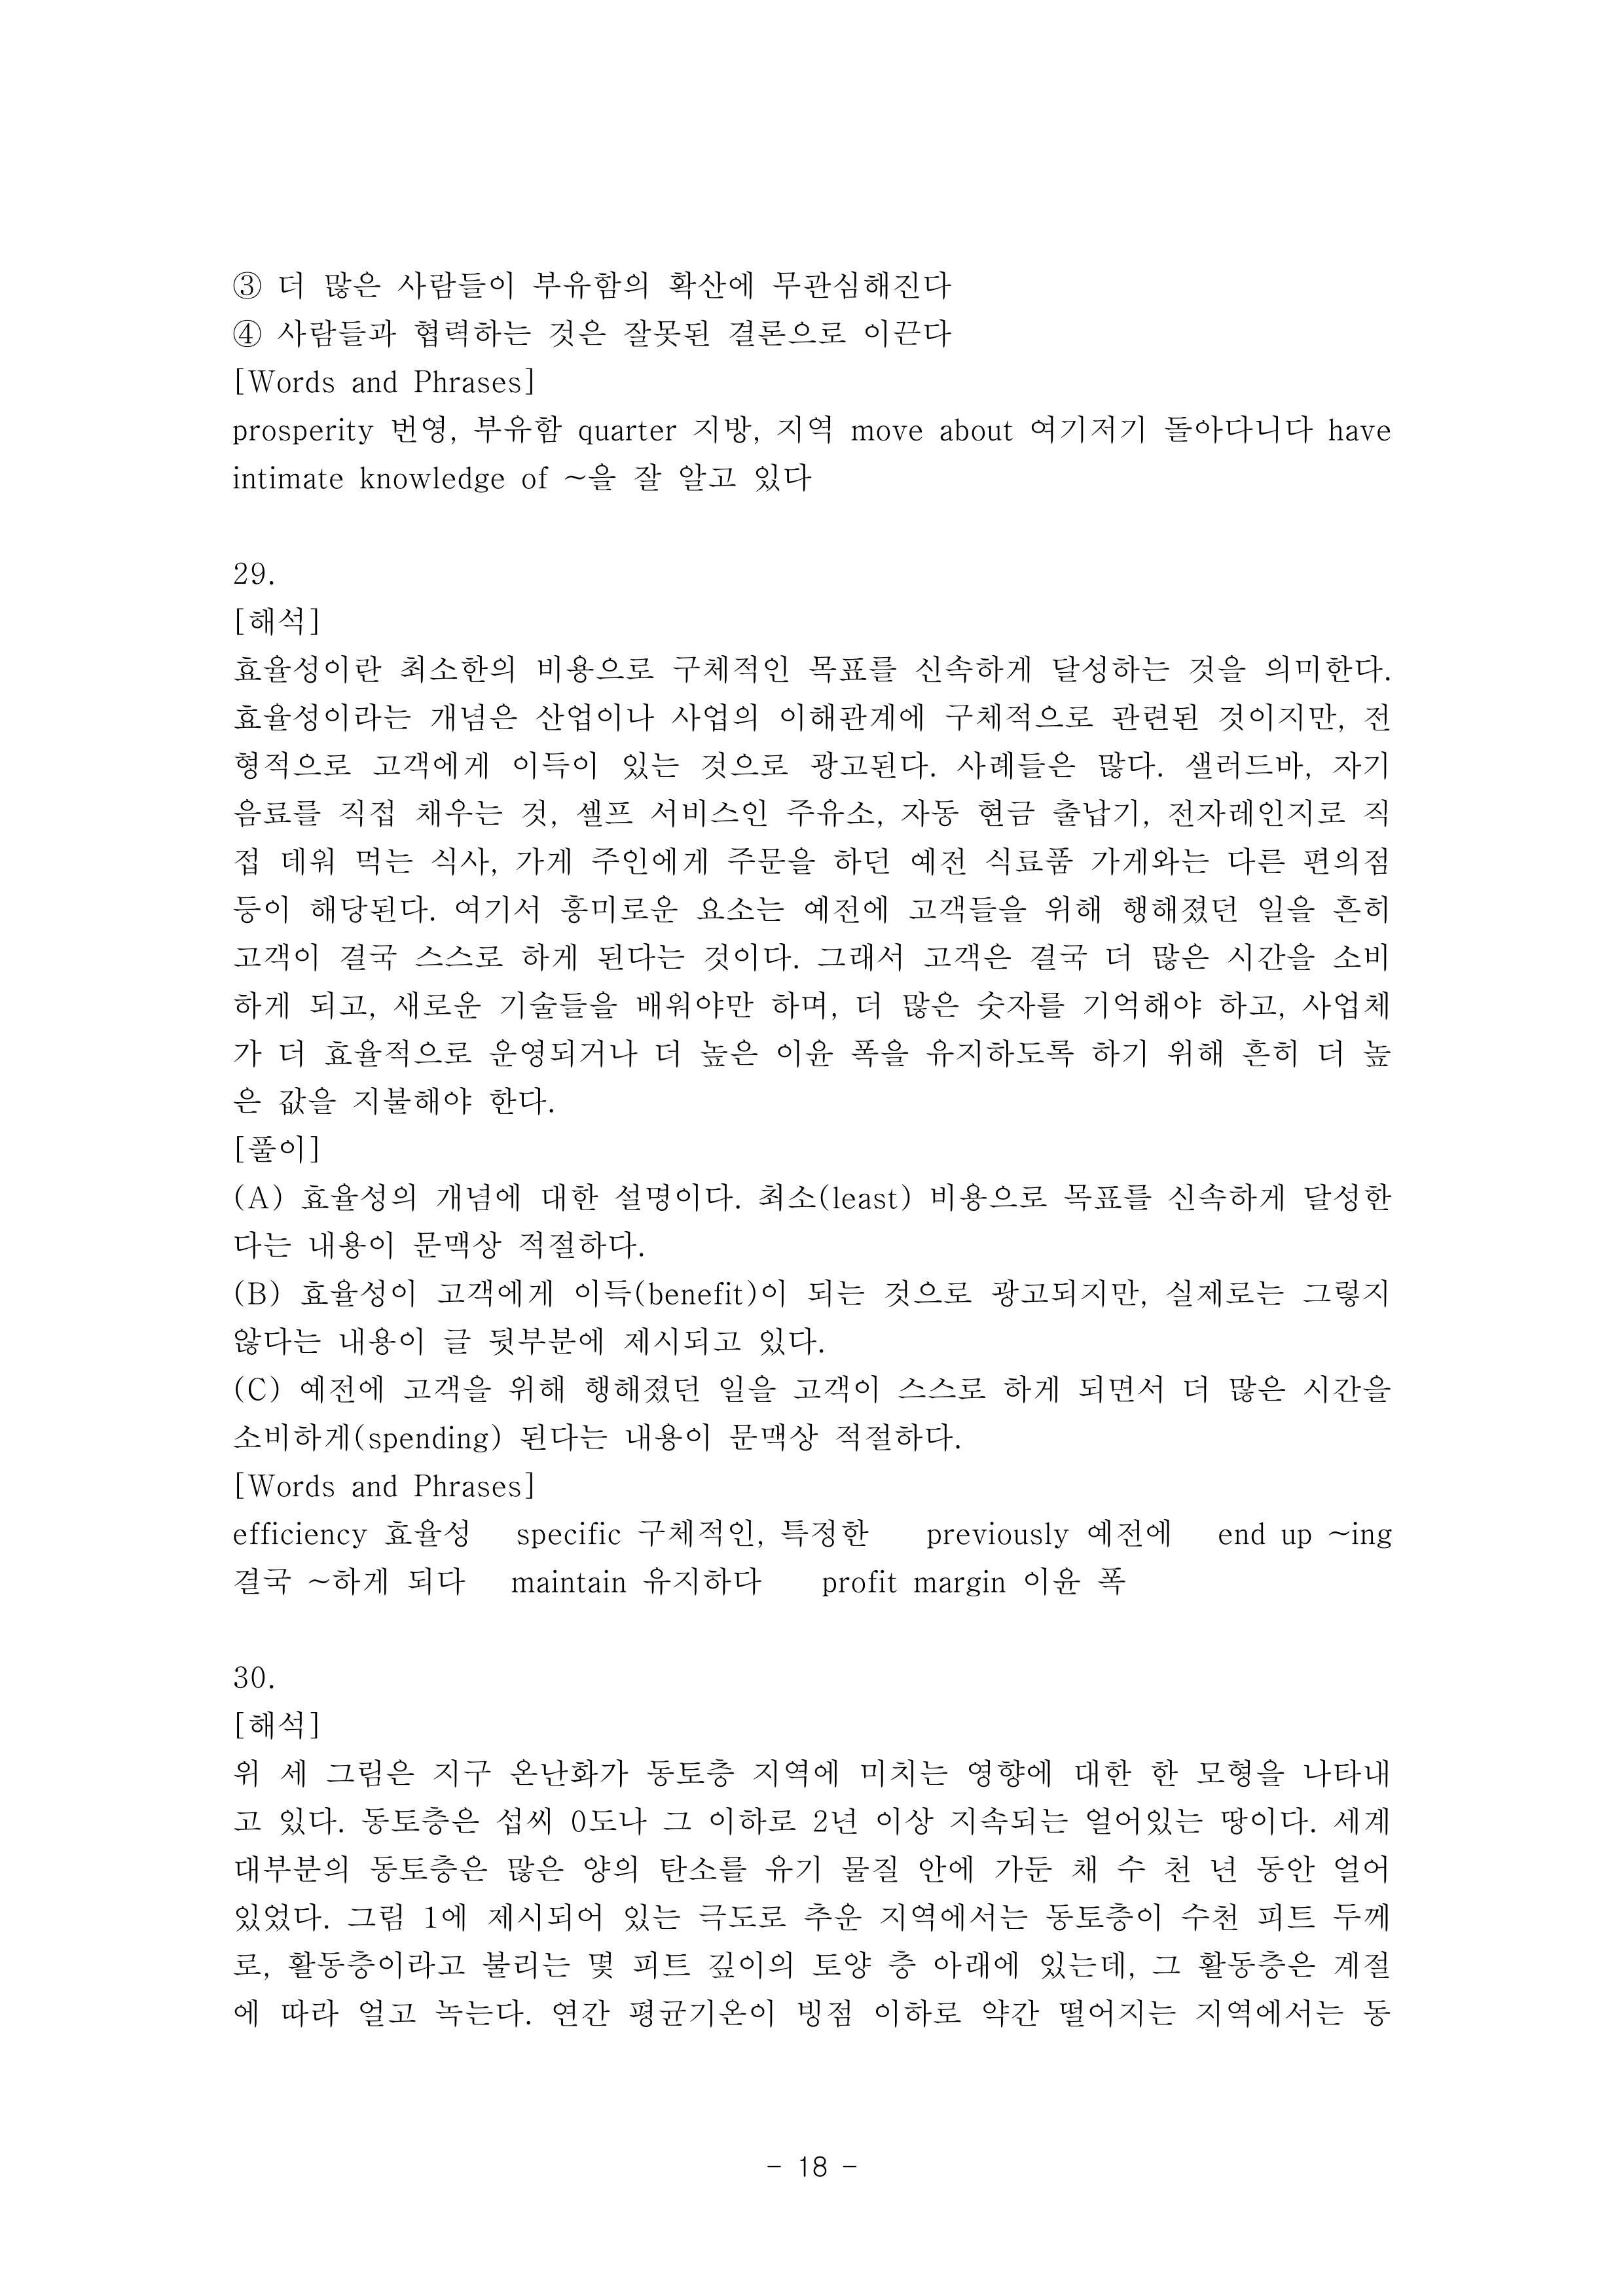 ③ 더 많은 사람들이 부유함의 확산에 무관심해진다
④ 사람들과 협력하는 것은 잘못된 결론으로 이끈다
[Words and Phrases]
prosperity 번영, 부유함 quarter 지방, 지역 move about 여기저기 돌아다니다 have
intimate knowledge of ~을 잘 알고 있다
29.
[해석]
효율성이란 최소한의 비용으로 구체적인 목표를 신속하게 달성하는 것을 의미한다.
효율성이라는 개념은 산업이나 사업의 이해관계에 구체적으로 관련된 것이지만, 전
형적으로 고객에게 이득이 있는 것으로 광고된다. 사례들은 많다. 샐러드바, 자기
음료를 직접 채우는 것, 셀프 서비스인 주유소, 자동 현금 출납기, 전자레인지로 직
접 데워 먹는 식사, 가게 주인에게 주문을 하던 예전 식료품 가게와는 다른 편의점
등이 해당된다. 여기서 흥미로운 요소는 예전에 고객들을 위해 행해졌던 일을 흔히
고객이 결국 스스로 하게 된다는 것이다. 그래서 고객은 결국 더 많은 시간을 소비
하게 되고, 새로운 기술들을 배워야만 하며, 더 많은 숫자를 기억해야 하고, 사업체
가 더 효율적으로 운영되거나 더 높은 이윤 폭을 유지하도록 하기 위해 흔히 더 높
은 값을 지불해야 한다.
[풀이]
(A) 효율성의 개념에 대한 설명이다. 최소(least) 비용으로 목표를 신속하게 달성한
다는 내용이 문맥상 적절하다.
(B) 효율성이 고객에게 이득(benefit)이 되는 것으로 광고되지만, 실제로는 그렇지
않다는 내용이 글 뒷부분에 제시되고 있다.
(C) 예전에 고객을 위해 행해졌던 일을 고객이 스스로 하게 되면서 더 많은 시간을
소비하게(spending) 된다는 내용이 문맥상 적절하다.
[Words and Phrases]
efficiency 효율성 specific 구체적인, 특정한 previously 예전에 end up ~ing
결국 ~하게 되다 maintain 유지하다 profit margin 이윤 폭
30.
[해석]
위 세 그림은 지구 온난화가 동토층 지역에 미치는 영향에 대한 한 모형을 나타내
고 있다. 동토층은 섭씨 0도나 그 이하로 2년 이상 지속되는 얼어있는 땅이다. 세계
대부분의 동토층은 많은 양의 탄소를 유기 물질 안에 가둔 채 수 천 년 동안 얼어
있었다. 그림 1에 제시되어 있는 극도로 추운 지역에서는 동토층이 수천 피트 두께
로, 활동층이라고 불리는 몇 피트 깊이의 토양 층 아래에 있는데, 그 활동층은 계절
에 따라 얼고 녹는다. 연간 평균기온이 빙점 이하로 약간 떨어지는 지역에서는 동
- 18 -